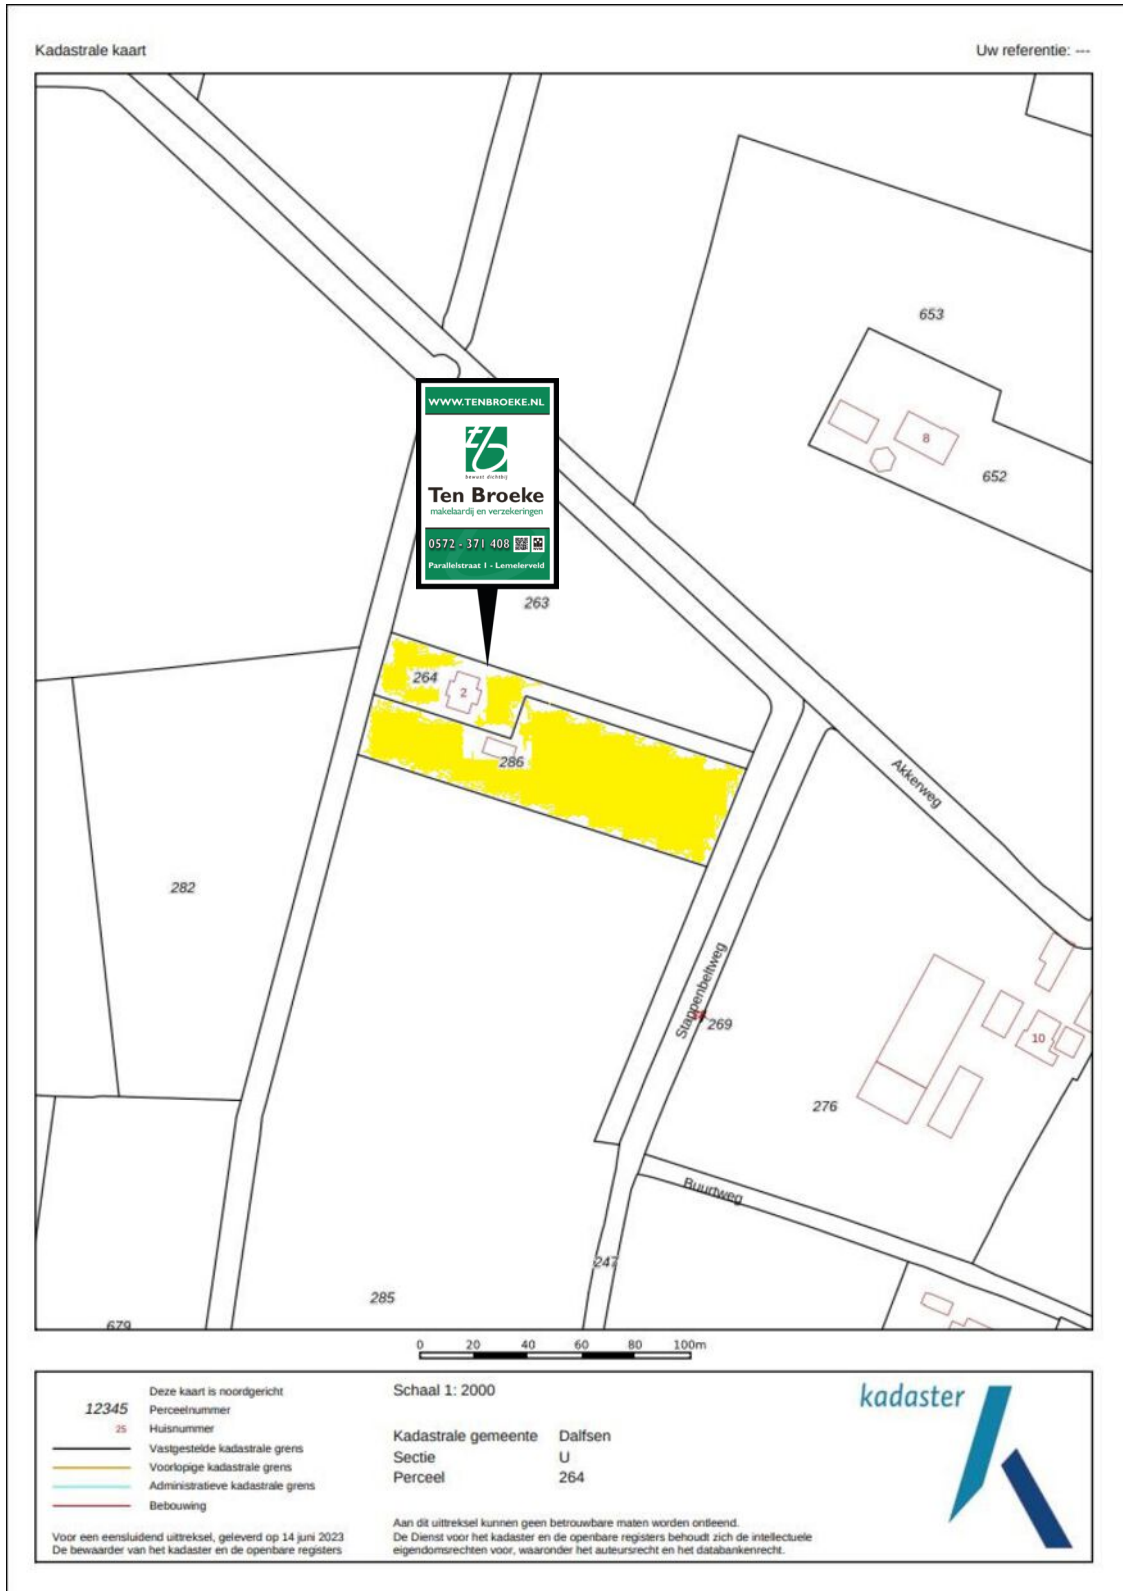 Kadastrale kaart
Uw referentie: ---
653
8
652
WWW.TENBROEKE.NL
tb
bewust dichtbij
Ten Broeke
makelaardij en verzekeringen
0572 - 371 408
Parallelstraat 1 - Lemelerveld
263
264
2
286
Akkerweg
282
Stappenbeltweg
269
10
276
Buurtweg
247
285
679
0 20 40 60 80 100m
Deze kaart is noordgericht
12345 Perceelnummer
25 Huisnummer
Vastgestelde kadastrale grens
Voorlopige kadastrale grens
Administratieve kadastrale grens
Bebouwing
Voor een eensluidend uittreksel, geleverd op 14 juni 2023
De bewaarder van het kadaster en de openbare registers
Schaal 1: 2000
Kadastrale gemeente Dalfsen
Sectie U
Perceel 264
Aan dit uittreksel kunnen geen betrouwbare maten worden ontleend.
De Dienst voor het kadaster en de openbare registers behoudt zich de intellectuele
eigendomsrechten voor, waaronder het auteursrecht en het databankenrecht.
kadaster